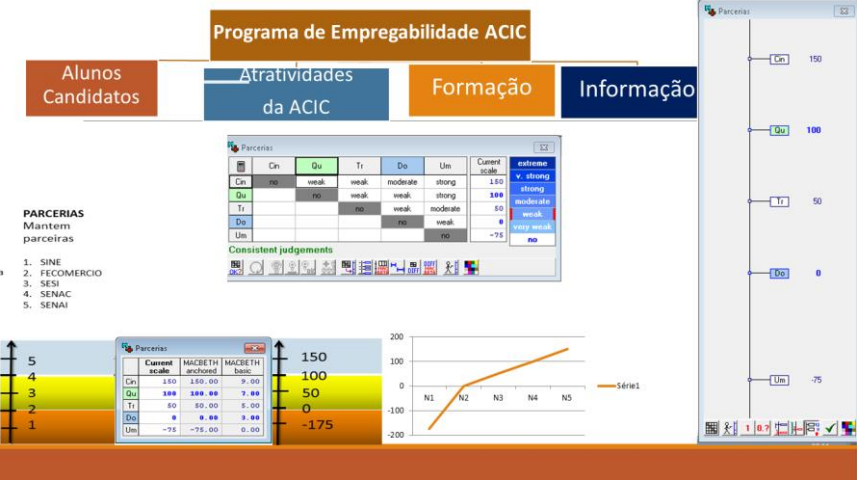 Programa de Empregabilidade ACIC
Alunos
Candidatos
Atratividades
da ACIC
Formação
Informação
Parcerias
Cin Qu Tr Do Um Current scale
Cin no weak weak moderate strong 150
Qu no weak weak strong 100
Tr no weak moderate 50
Do no weak 0
Um no -75
Consistent judgements
extreme
v. strong
strong
moderate
weak
very weak
no
PARCERIAS
Mantem
parceiras
1. SINE
2. FECOMERCIO
3. SESI
4. SENAC
5. SENAI
5
4
3
2
1
Parcerias
Current scale MACBETH anchored MACBETH basic
Cin 150 150.00 9.00
Qu 100 100.00 7.00
Tr 50 50.00 5.00
Do 0 0.00 3.00
Um -75 -75.00 0.00
150
100
50
0
-175
200
100
0
-100
-200
N1 N2 N3 N4 N5
Série1
Parcerias
Cin 150
Qu 100
Tr 50
Do 0
Um -75